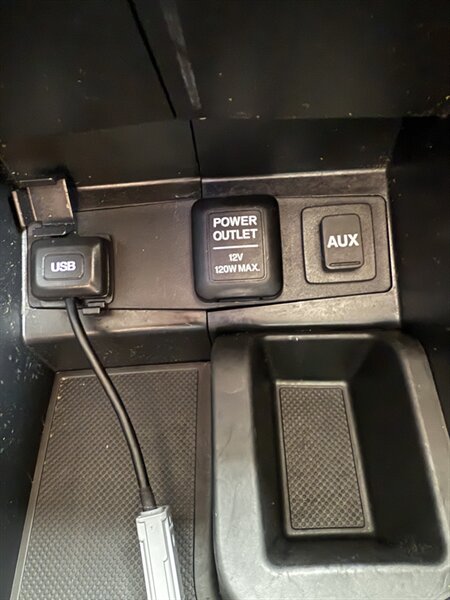 USB
POWER
OUTLET
12V
120W MAX.
AUX